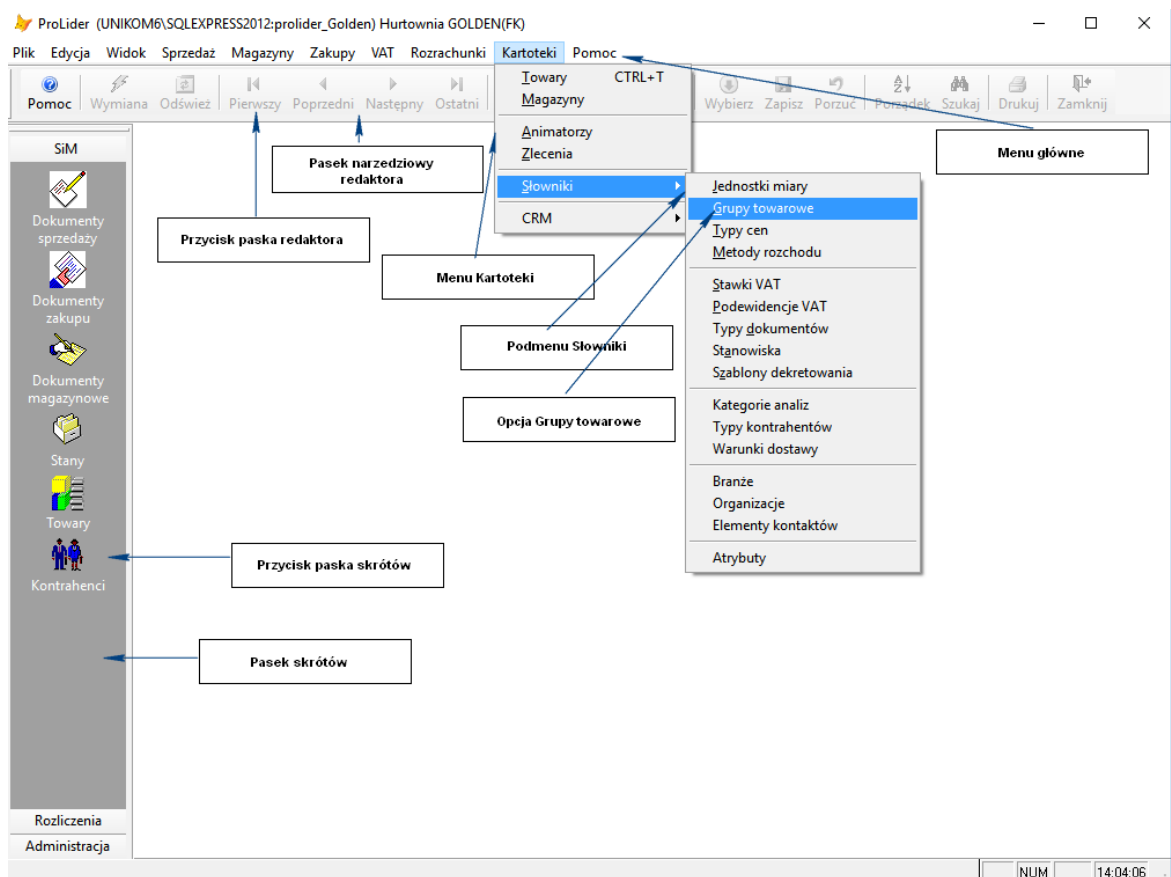 ProLider (UNIKOM6\SQLEXPRESS2012:prolider_Golden) Hurtownia GOLDEN(FK)
Plik Edycja Widok Sprzedaż Magazyny Zakupy VAT Rozrachunki Kartoteki Pomoc
Pomoc Wymiana Odśwież Pierwszy Poprzedni Następny Ostatni Wybierz Zapisz Porzuć Porządek Szukaj Drukuj Zamknij
Towary CTRL+T
Magazyny
Animatorzy
Zlecenia
Słowniki
CRM
Jednostki miary
Grupy towarowe
Typy cen
Metody rozchodu
Stawki VAT
Podewidencje VAT
Typy dokumentów
Stanowiska
Szablony dekretowania
Kategorie analiz
Typy kontrahentów
Warunki dostawy
Branże
Organizacje
Elementy kontaktów
Atrybuty
SiM
Dokumenty
sprzedaży
Dokumenty
zakupu
Dokumenty
magazynowe
Stany
Towary
Kontrahenci
Rozliczenia
Administracja
Menu główne
Pasek narzedziowy
redaktora
Przycisk paska redaktora
Menu Kartoteki
Podmenu Słowniki
Opcja Grupy towarowe
Przycisk paska skrótów
Pasek skrótów
NUM 14:04:06